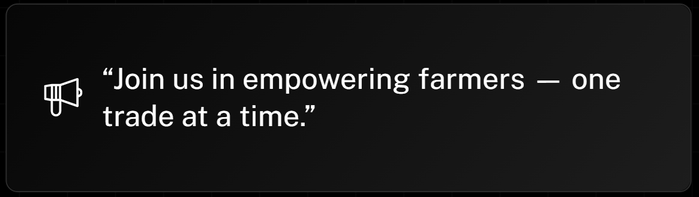 “Join us in empowering farmers — one
trade at a time.”